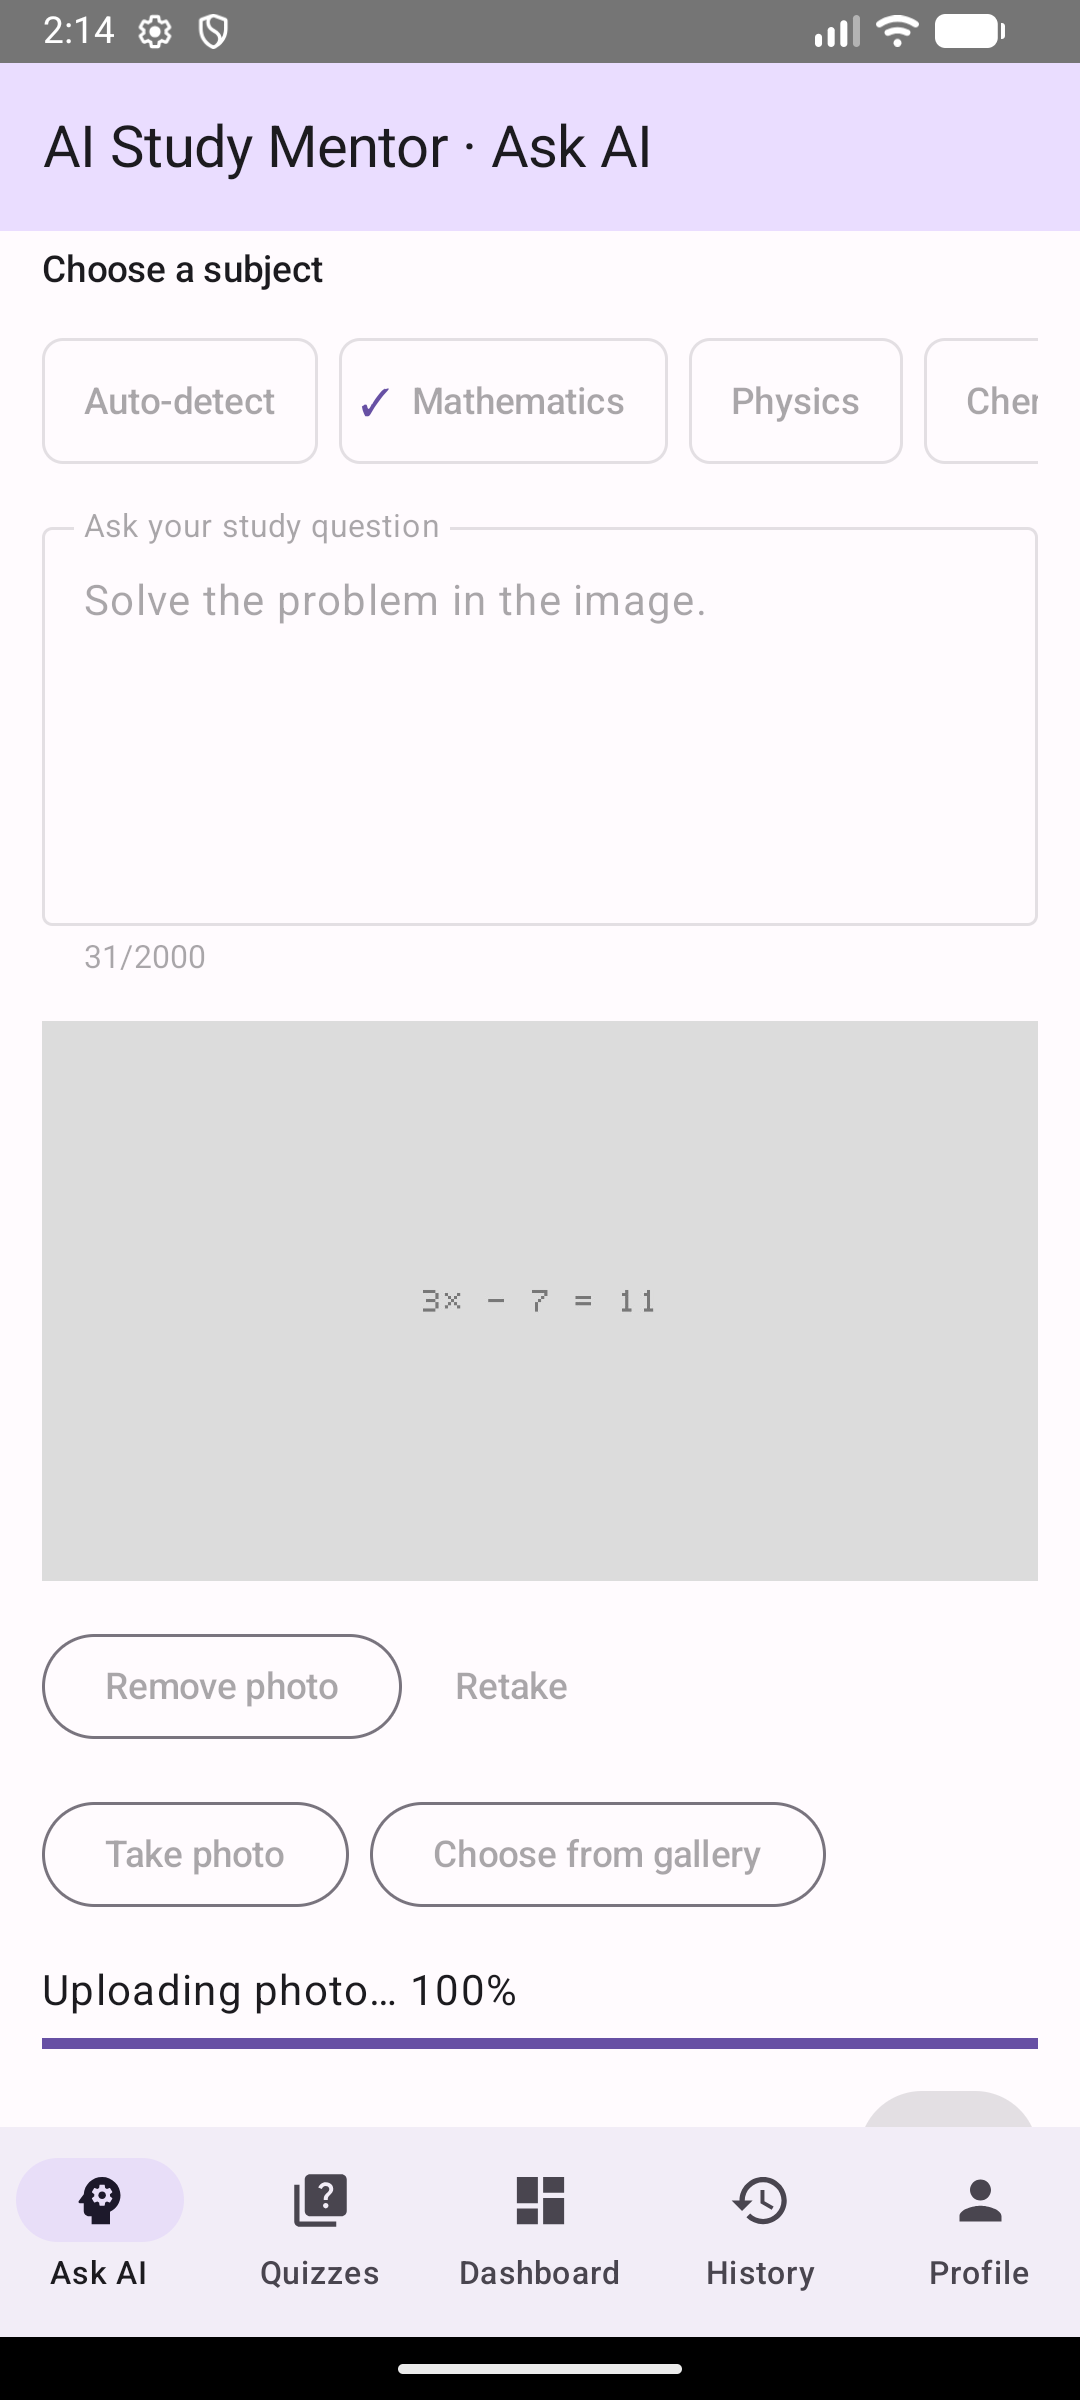 2:14
AI Study Mentor · Ask AI
Choose a subject
Auto-detect
✓ Mathematics
Physics
Cher
Ask your study question
Solve the problem in the image.
31/2000
3x - 7 = 11
Remove photo
Retake
Take photo
Choose from gallery
Uploading photo... 100%
Ask AI
Quizzes
Dashboard
History
Profile